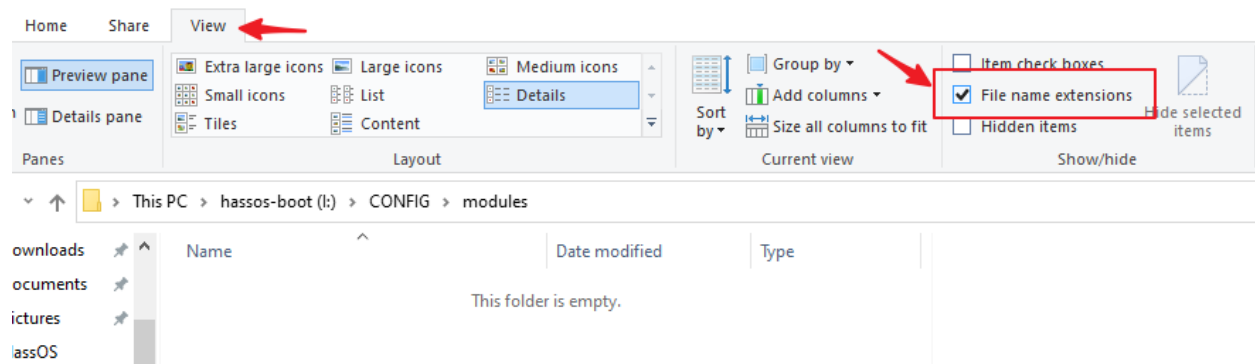 Home Share View
Preview pane Extra large icons Large icons Medium icons Group by Item check boxes
Small icons List Details Add columns File name extensions
Details pane Tiles Content Sort by Size all columns to fit Hidden items Hide selected items
Panes Layout Current view Show/hide
This PC > hassos-boot (I:) > CONFIG > modules
ownloads Name Date modified Type
ocuments This folder is empty.
ictures
assOS